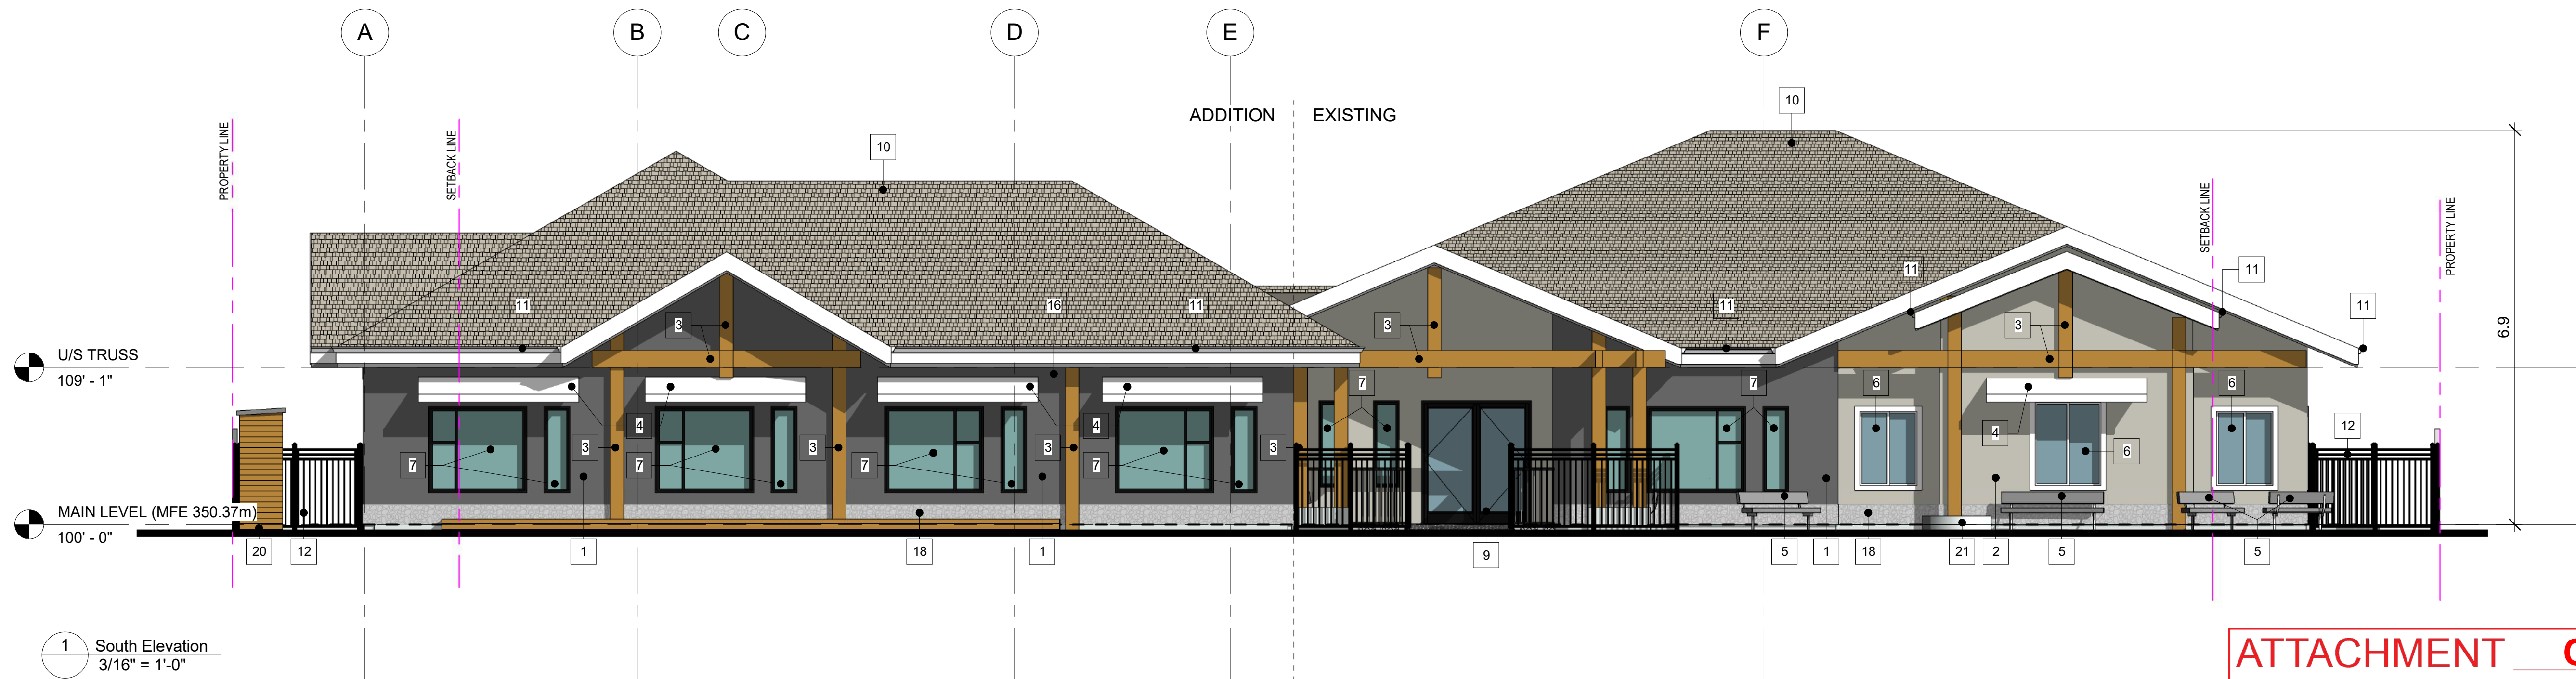 A
B
C
D
E
F
ADDITION
EXISTING
10
10
PROPERTY LINE
SETBACK LINE
SETBACK LINE
PROPERTY LINE
11
3
16
11
3
11
11
3
11
11
6.9
U/S TRUSS
109' - 1"
7
7
6
6
4
4
4
3
3
3
3
7
7
7
7
6
12
MAIN LEVEL (MFE 350.37m)
100' - 0"
20
12
1
18
1
9
5
1
18
21
2
5
5
1
South Elevation
3/16" = 1'-0"
ATTACHMENT